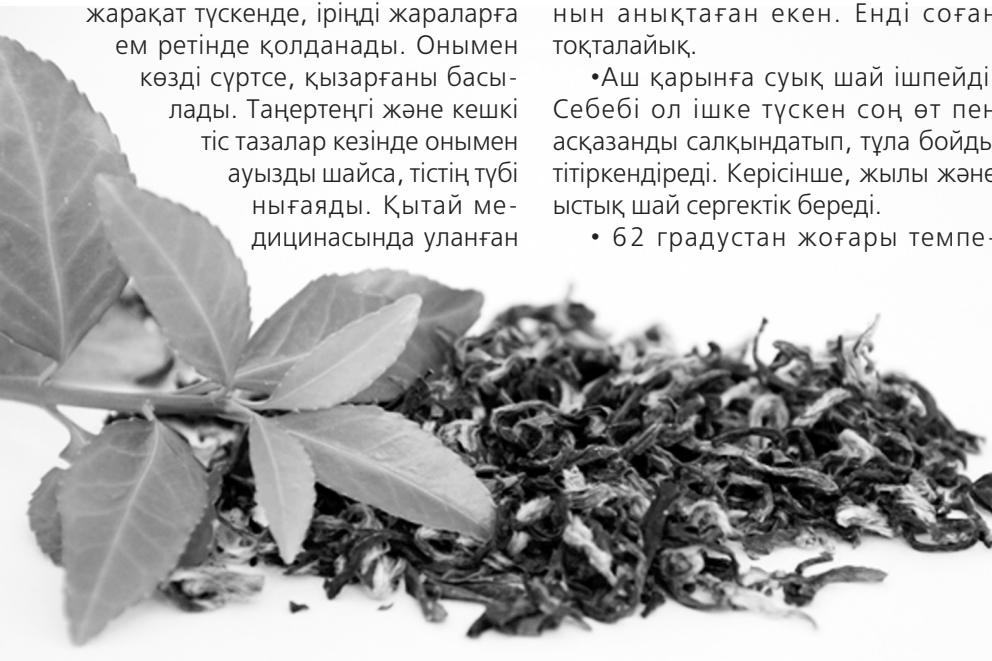 жарақат түскенде, іріңді жараларға
ем ретінде қолданады. Онымен
көзді сүртсе, қызарғаны басы-
лады. Таңертеңгі және кешкі
тіс тазалар кезінде онымен
ауызды шайса, тістің түбі
нығаяды. Қытай ме-
дицинасында уланған
нын анықтаған екен. Енді соған
тоқталайық.
•Аш қарынға суық шай ішпейді
Себебі ол ішке түскен соң өт пен
асқазанды салқындатып, тұла бойды
тітіркендіреді. Керісінше, жылы және
ыстық шай сергектік береді.
• 62 градустан жоғары темпе-